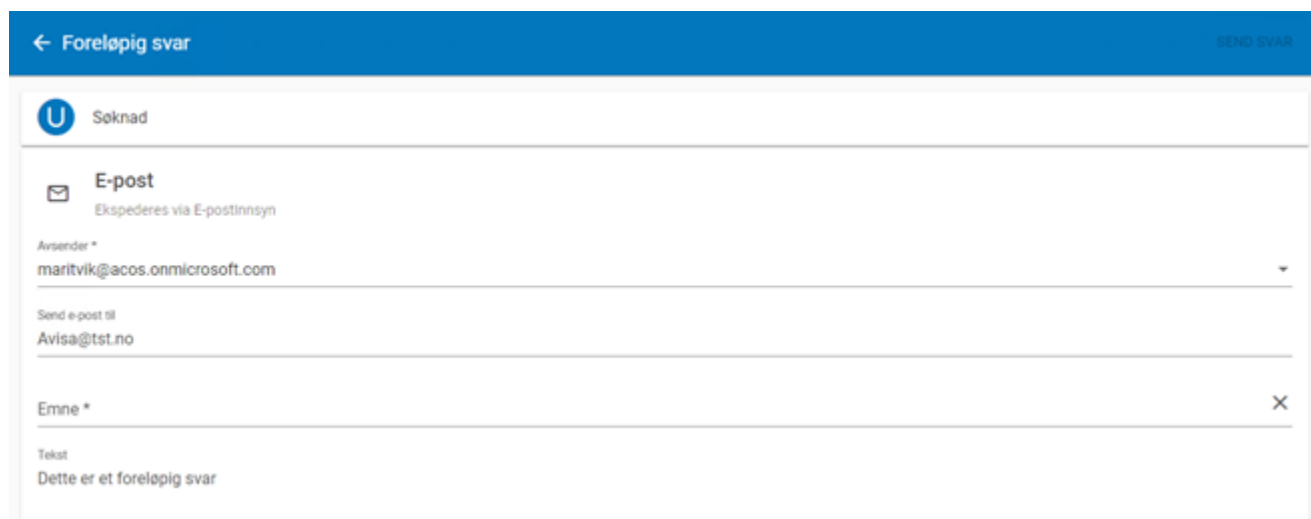 Foreløpig svar
SEND SVAR
U Søknad
E-post
Ekspederes via E-postInnsyn
Avsender *
maritvik@acos.onmicrosoft.com
Send e-post til
Avisa@tst.no
Emne *
Tekst
Dette er et foreløpig svar